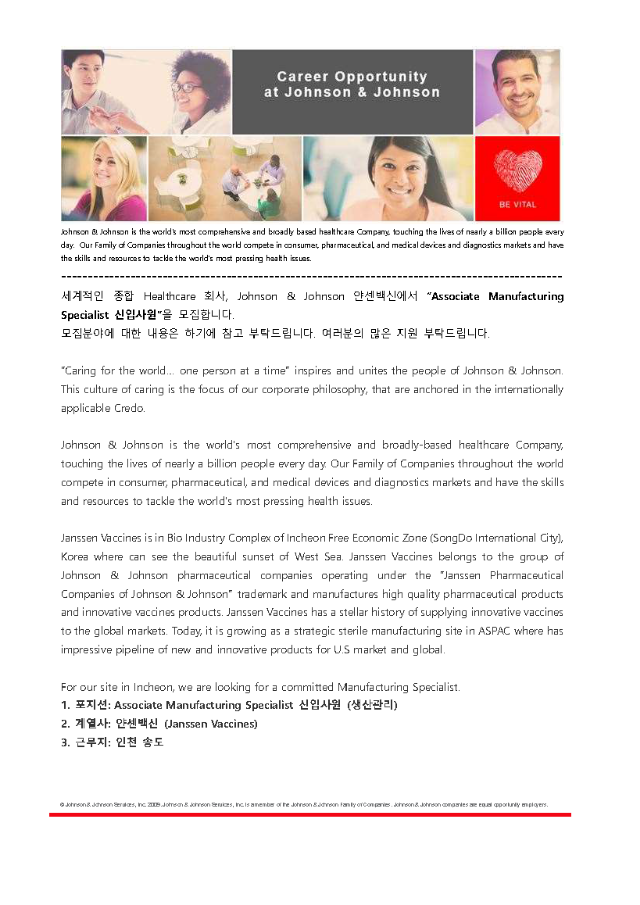 Career Opportunity
at Johnson & Johnson
BE VITAL
Johnson & Johnson is the world's most comprehensive and broadly based healthcare Company, touching the lives of nearly a billion people every
day. Our Family of Companies throughout the world compete in consumer, pharmaceutical, and medical devices and diagnostics markets and have
the skills and resources to tackle the world's most pressing health issues.
세계적인 종합 Healthcare 회사, Johnson & Johnson 얀센백신에서 "Associate Manufacturing
Specialist 신입사원"을 모집합니다.
모집분야에 대한 내용은 하기에 참고 부탁드립니다. 여러분의 많은 지원 부탁드립니다.
"Caring for the world... one person at a time" inspires and unites the people of Johnson & Johnson.
This culture of caring is the focus of our corporate philosophy, that are anchored in the internationally
applicable Credo.
Johnson & Johnson is the world's most comprehensive and broadly-based healthcare Company,
touching the lives of nearly a billion people every day. Our Family of Companies throughout the world
compete in consumer, pharmaceutical, and medical devices and diagnostics markets and have the skills
and resources to tackle the world's most pressing health issues.
Janssen Vaccines is in Bio Industry Complex of Incheon Free Economic Zone (SongDo International City),
Korea where can see the beautiful sunset of West Sea. Janssen Vaccines belongs to the group of
Johnson & Johnson pharmaceutical companies operating under the "Janssen Pharmaceutical
Companies of Johnson & Johnson" trademark and manufactures high quality pharmaceutical products
and innovative vaccines products. Janssen Vaccines has a stellar history of supplying innovative vaccines
to the global markets. Today, it is growing as a strategic sterile manufacturing site in ASPAC where has
impressive pipeline of new and innovative products for U.S market and global.
For our site in Incheon, we are looking for a committed Manufacturing Specialist.
1. 포지션: Associate Manufacturing Specialist 신입사원 (생산관리)
2. 계열사: 얀센백신 (Janssen Vaccines)
3. 근무지: 인천 송도
© Johnson & Johnson Services, Inc. 2009. Johnson & Johnson Services, Inc. is a member of the Johnson & Johnson Family of Companies. Johnson & Johnson companies are equal opportunity employers.